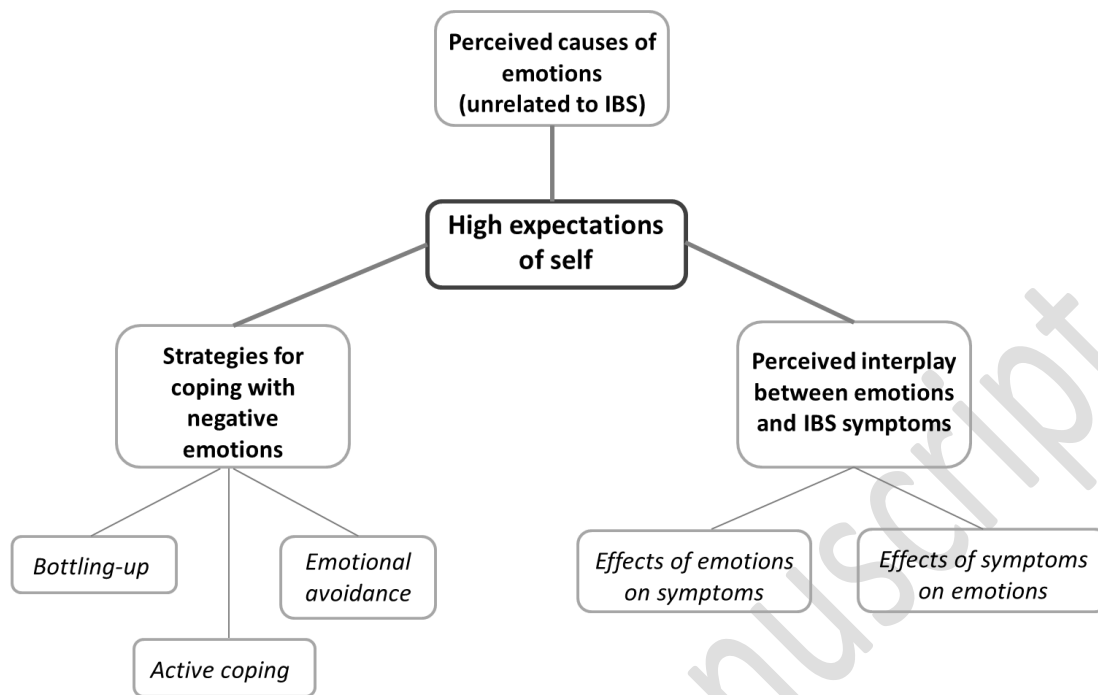 Perceived causes of
emotions
(unrelated to IBS)
High expectations
of self
Strategies for
coping with
negative
emotions
Perceived interplay
between emotions
and IBS symptoms
Bottling-up
Emotional
avoidance
Active coping
Effects of emotions
on symptoms
Effects of symptoms
on emotions
nuscript